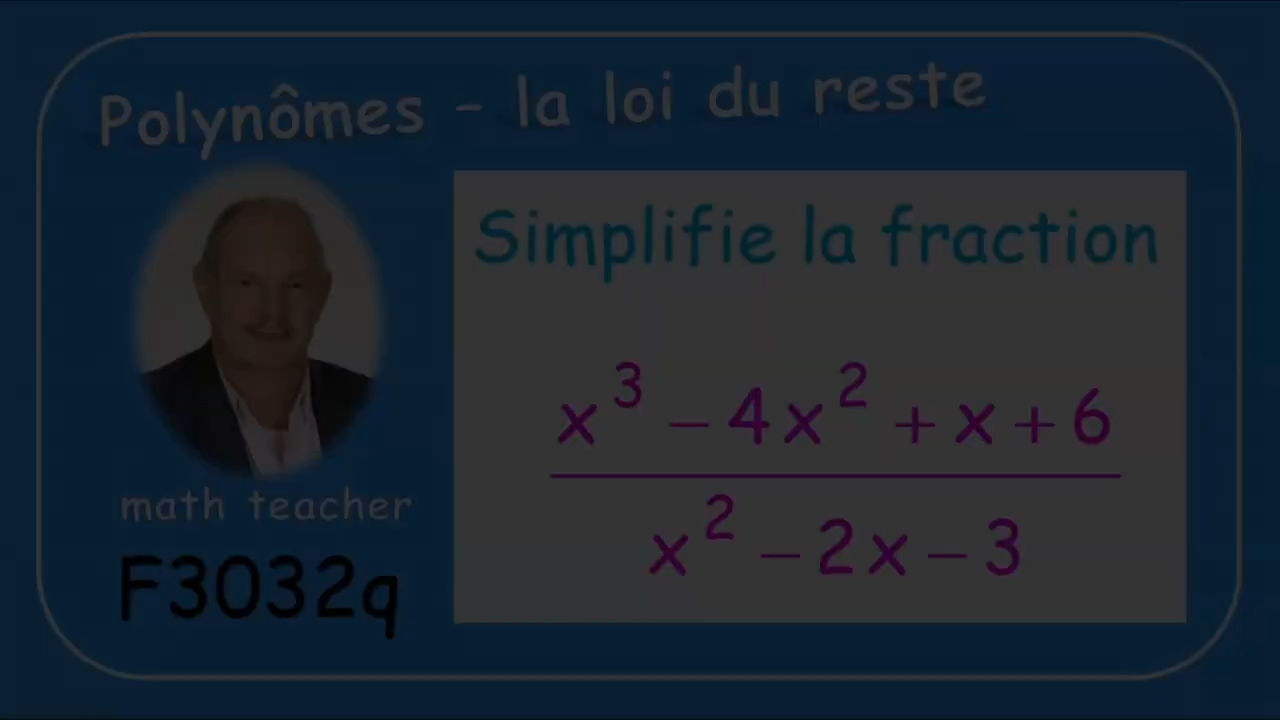 Polynômes - la loi du reste
Simplifie la fraction
x³ - 4x² + x + 6
x² - 2x - 3
math teacher
F3032q